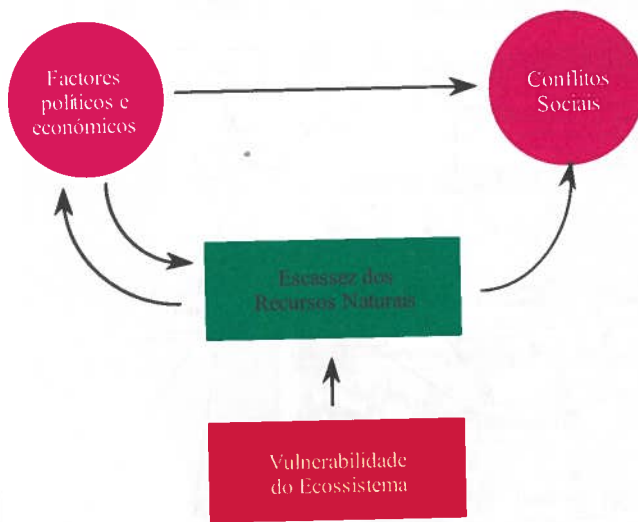 Factores
políticos e
económicos
Conflitos
Sociais
Escassez dos
Recursos Naturais
Vulnerabilidade
do Ecossistema